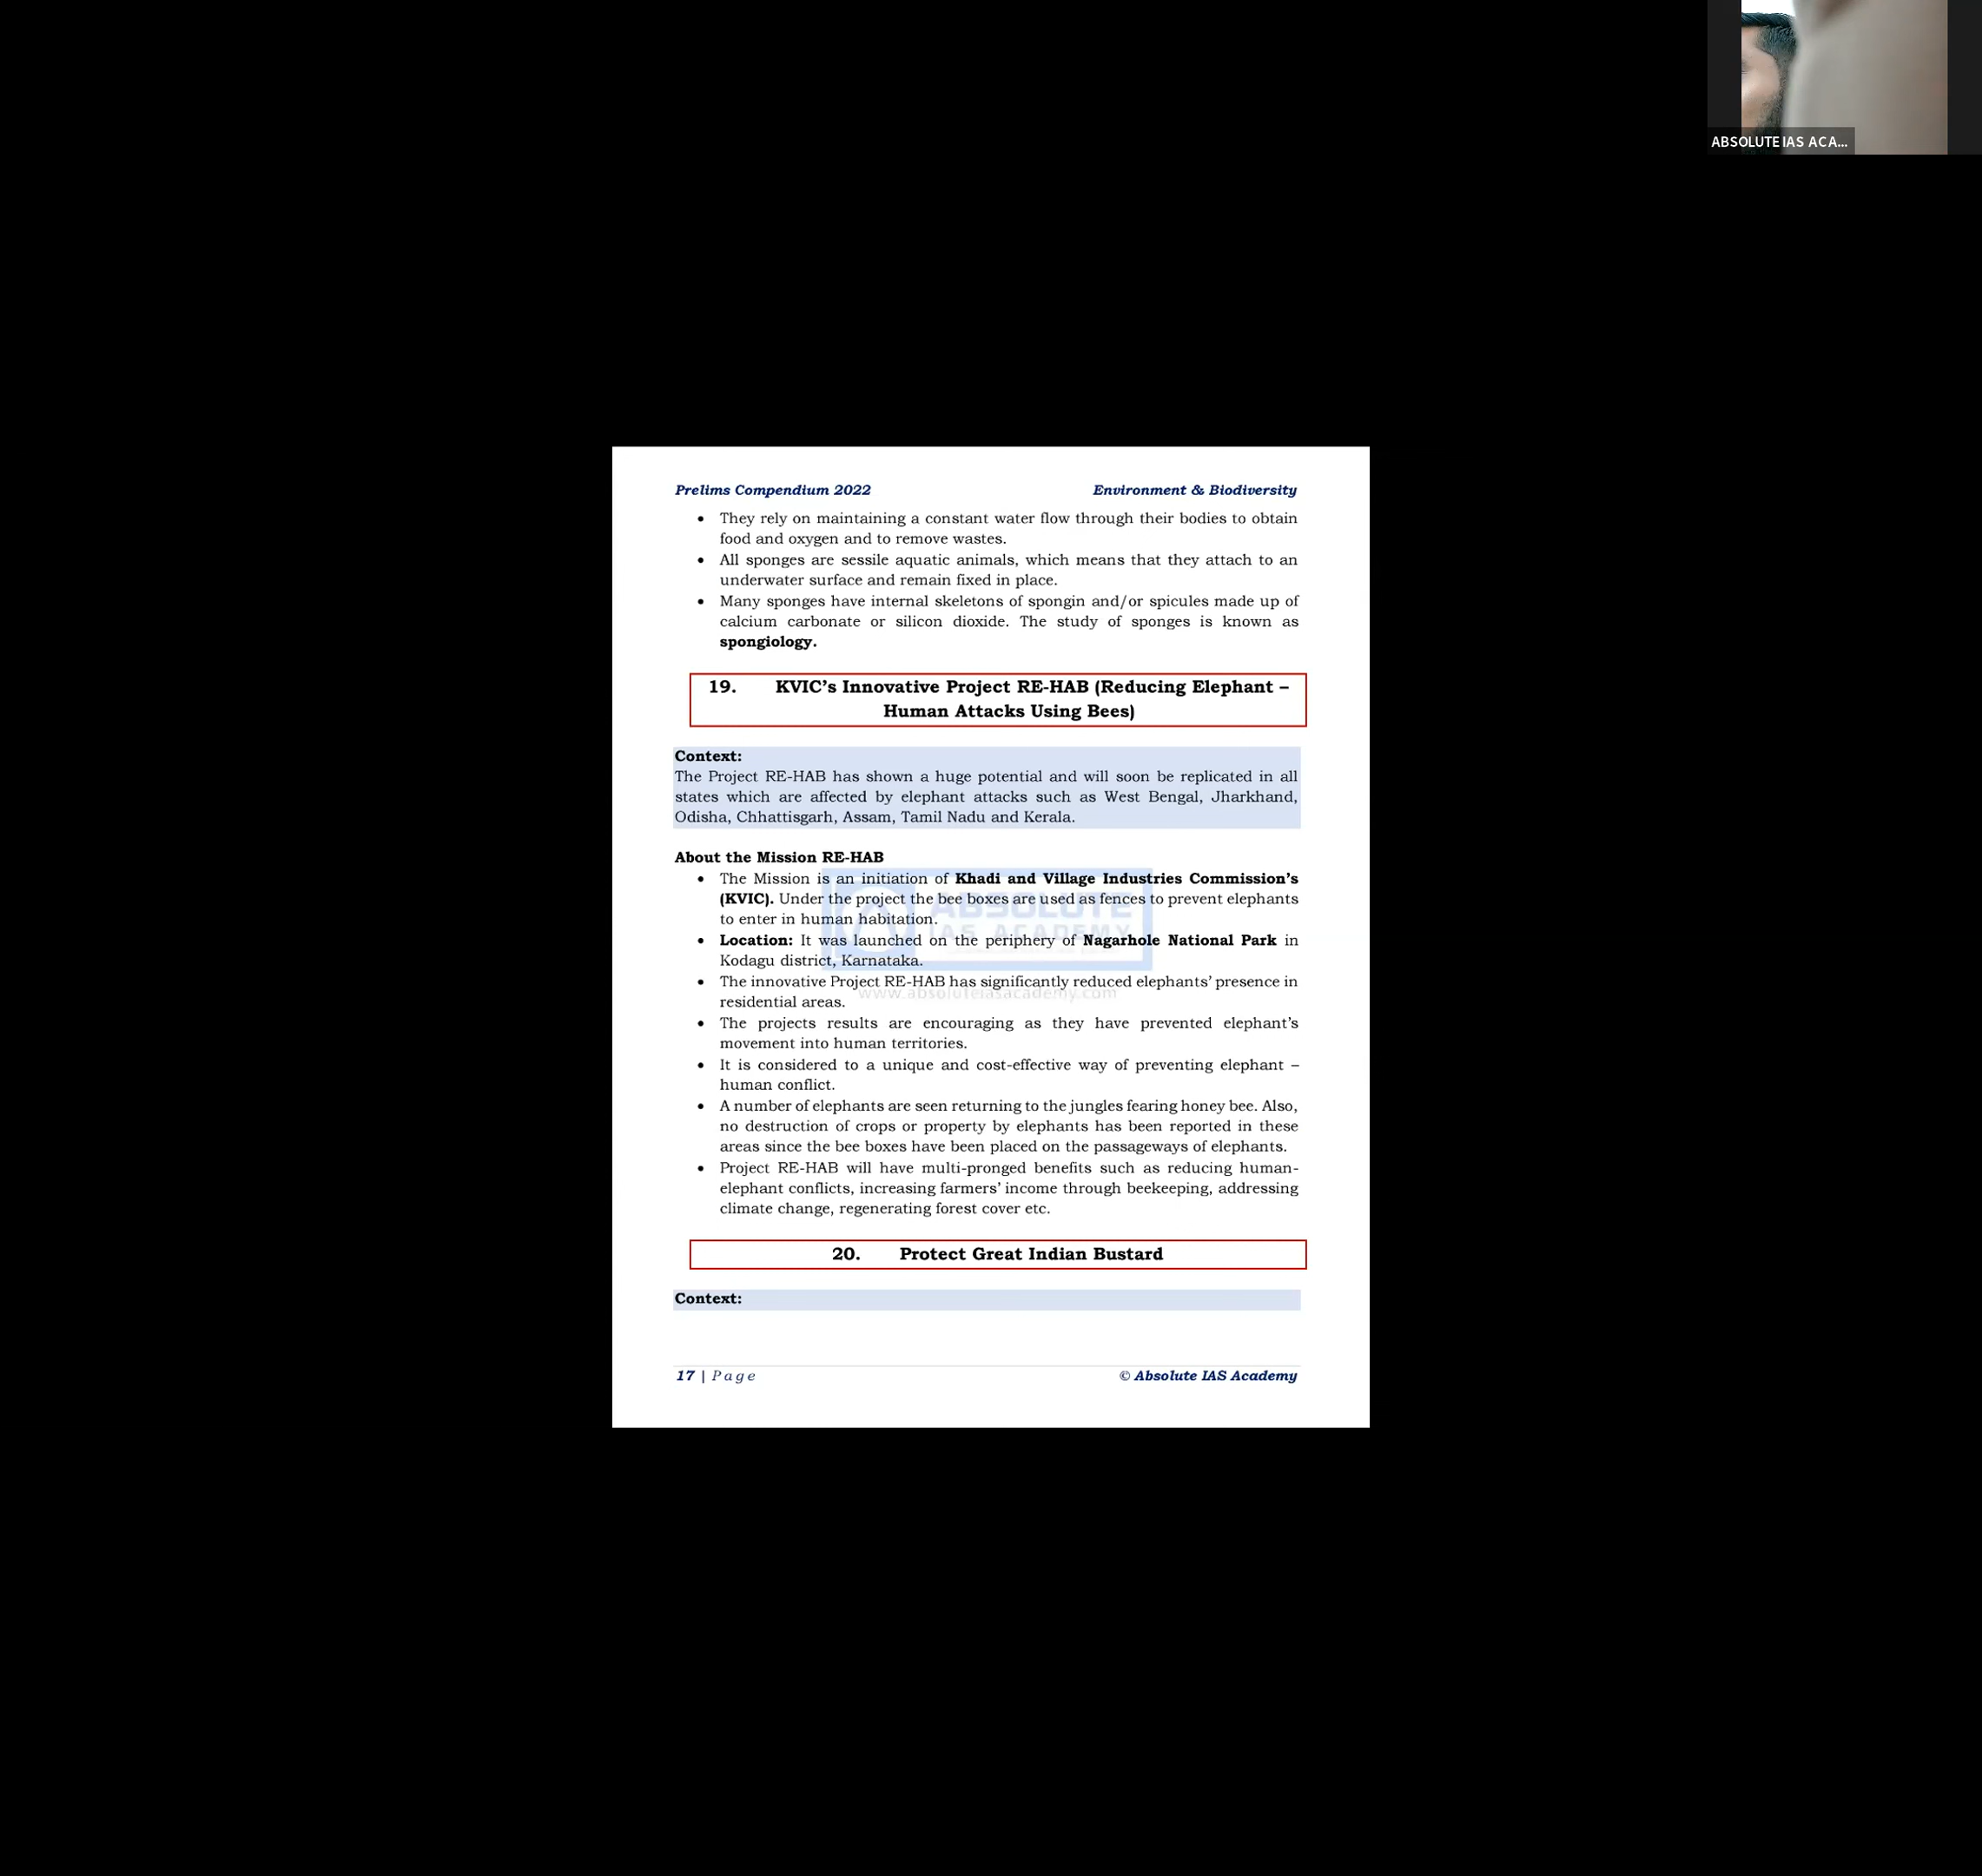 ABSOLUTE IAS ACA...
Prelims Compendium 2022 Environment & Biodiversity
• They rely on maintaining a constant water flow through their bodies to obtain
food and oxygen and to remove wastes.
• All sponges are sessile aquatic animals, which means that they attach to an
underwater surface and remain fixed in place.
• Many sponges have internal skeletons of spongin and/or spicules made up of
calcium carbonate or silicon dioxide. The study of sponges is known as
spongiology.
19. KVIC's Innovative Project RE-HAB (Reducing Elephant –
Human Attacks Using Bees)
Context:
The Project RE-HAB has shown a huge potential and will soon be replicated in all
states which are affected by elephant attacks such as West Bengal, Jharkhand,
Odisha, Chhattisgarh, Assam, Tamil Nadu and Kerala.
About the Mission RE-HAB
• The Mission is an initiation of Khadi and Village Industries Commission's
(KVIC). Under the project the bee boxes are used as fences to prevent elephants
to enter in human habitation.
• Location: It was launched on the periphery of Nagarhole National Park in
Kodagu district, Karnataka.
• The innovative Project RE-HAB has significantly reduced elephants' presence in
residential areas.
• The projects results are encouraging as they have prevented elephant's
movement into human territories.
• It is considered to a unique and cost-effective way of preventing elephant –
human conflict.
• A number of elephants are seen returning to the jungles fearing honey bee. Also,
no destruction of crops or property by elephants has been reported in these
areas since the bee boxes have been placed on the passageways of elephants.
• Project RE-HAB will have multi-pronged benefits such as reducing human-
elephant conflicts, increasing farmers' income through beekeeping, addressing
climate change, regenerating forest cover etc.
ABSOLUTE
IAS ACADEMY
www.absoluteiasacademy.com
20. Protect Great Indian Bustard
Context:
17 | Page © Absolute IAS Academy